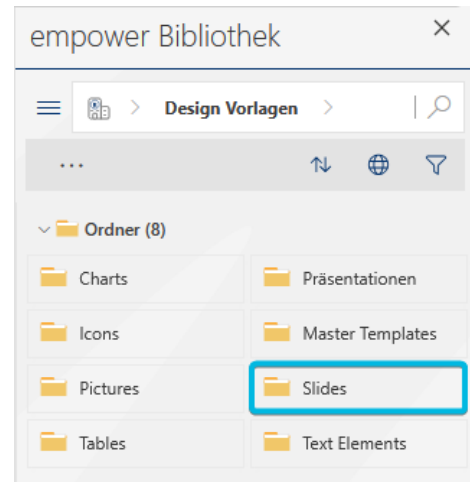 empower Bibliothek
Design Vorlagen
Ordner (8)
Charts
Präsentationen
Icons
Master Templates
Pictures
Slides
Tables
Text Elements